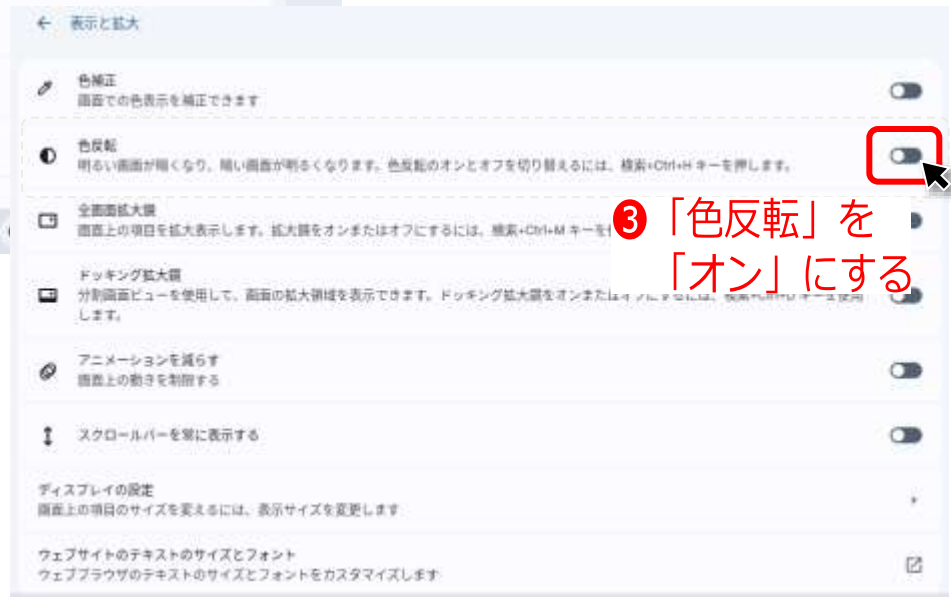 表示と拡大
色補正
画面での色表示を補正できます
色反転
明るい画面が暗くなり、暗い画面が明るくなります。色反転のオンとオフを切り替えるには、検索+Ctrl+H キーを押します。
全画面拡大鏡
画面上の項目を拡大表示します。拡大鏡をオンまたはオフにするには、検索+Ctrl+M キーを
❸「色反転」を
「オン」にする
ドッキング拡大鏡
分割画面ビューを使用して、画面の拡大領域を表示できます。ドッキング拡大鏡をオンまたはオフにするには、検索+Ctrl+D キーを使用
します。
アニメーションを減らす
画面上の動きを制限する
スクロールバーを常に表示する
ディスプレイの設定
画面上の項目のサイズを変えるには、表示サイズを変更します
ウェブサイトのテキストのサイズとフォント
ウェブブラウザのテキストのサイズとフォントをカスタマイズします